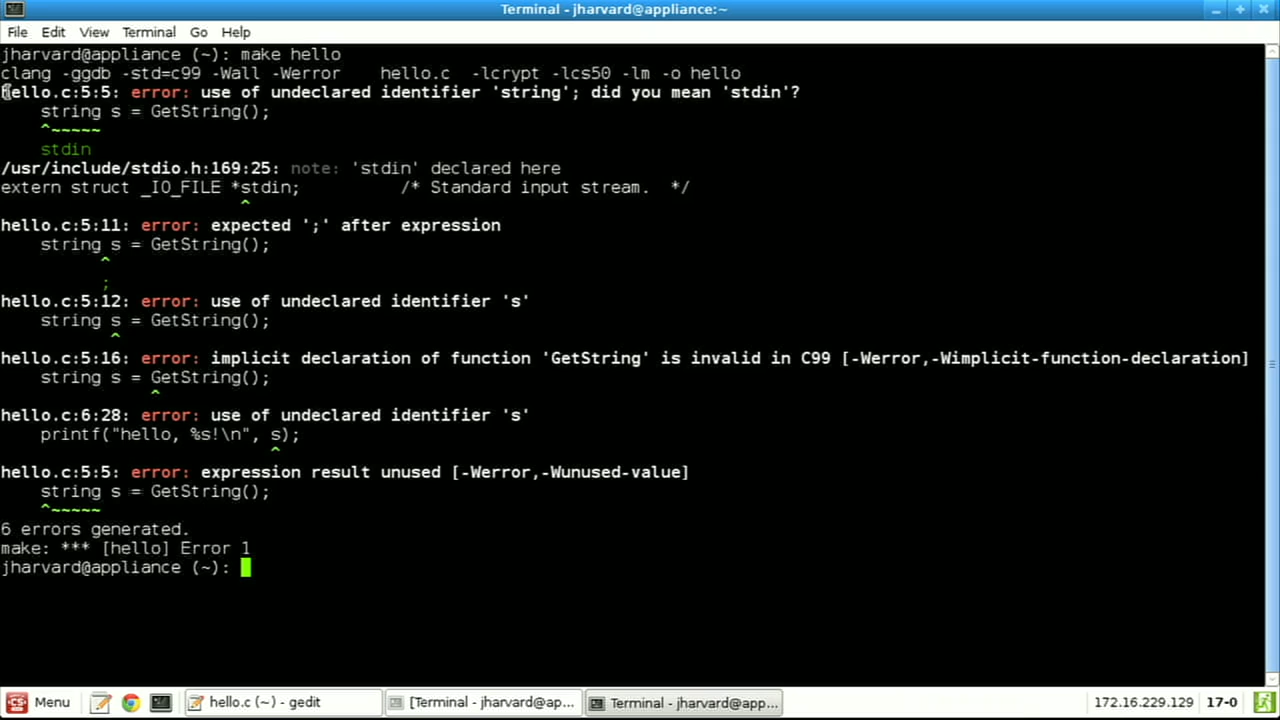 Terminal - jharvard@appliance:~
File Edit View Terminal Go Help
jharvard@appliance (~): make hello
clang -ggdb -std=c99 -Wall -Werror    hello.c  -lcrypt -lcs50 -lm -o hello
hello.c:5:5: error: use of undeclared identifier 'string'; did you mean 'stdin'?
    string s = GetString();
    ^~~~~~
    stdin
/usr/include/stdio.h:169:25: note: 'stdin' declared here
extern struct _IO_FILE *stdin;          /* Standard input stream.  */
                        ^
hello.c:5:11: error: expected ';' after expression
    string s = GetString();
          ^
          ;
hello.c:5:12: error: use of undeclared identifier 's'
    string s = GetString();
           ^
hello.c:5:16: error: implicit declaration of function 'GetString' is invalid in C99 [-Werror,-Wimplicit-function-declaration]
    string s = GetString();
               ^
hello.c:6:28: error: use of undeclared identifier 's'
    printf("hello, %s!\n", s);
                           ^
hello.c:5:5: error: expression result unused [-Werror,-Wunused-value]
    string s = GetString();
    ^~~~~~
6 errors generated.
make: *** [hello] Error 1
jharvard@appliance (~):
Menu hello.c (~) - gedit [Terminal - jharvard@ap... Terminal - jharvard@app... 172.16.229.129 17-0